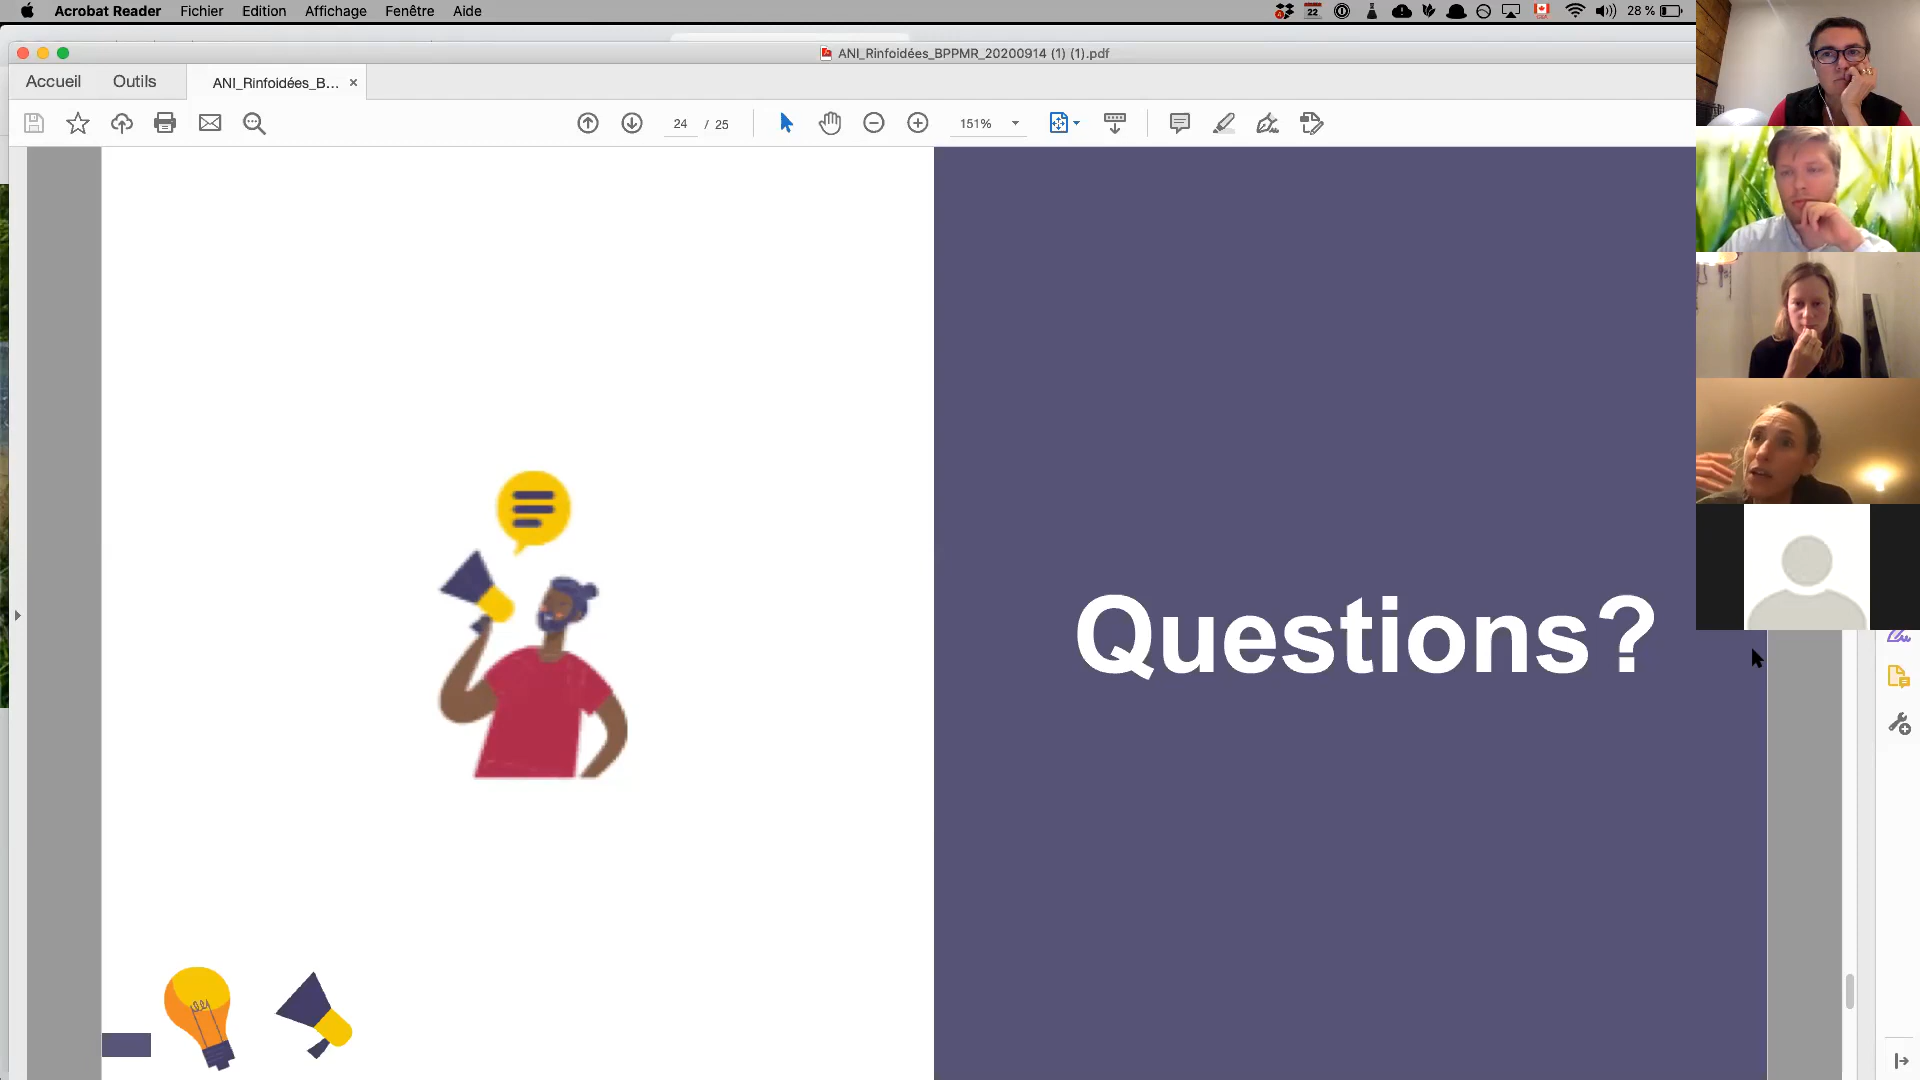 Acrobat Reader Fichier Edition Affichage Fenêtre Aide
22 28 %
ANI_Rinfoidées_BPPMR_20200914 (1) (1).pdf
Accueil Outils ANI_Rinfoidées_B... ×
24 / 25 151%
Questions?